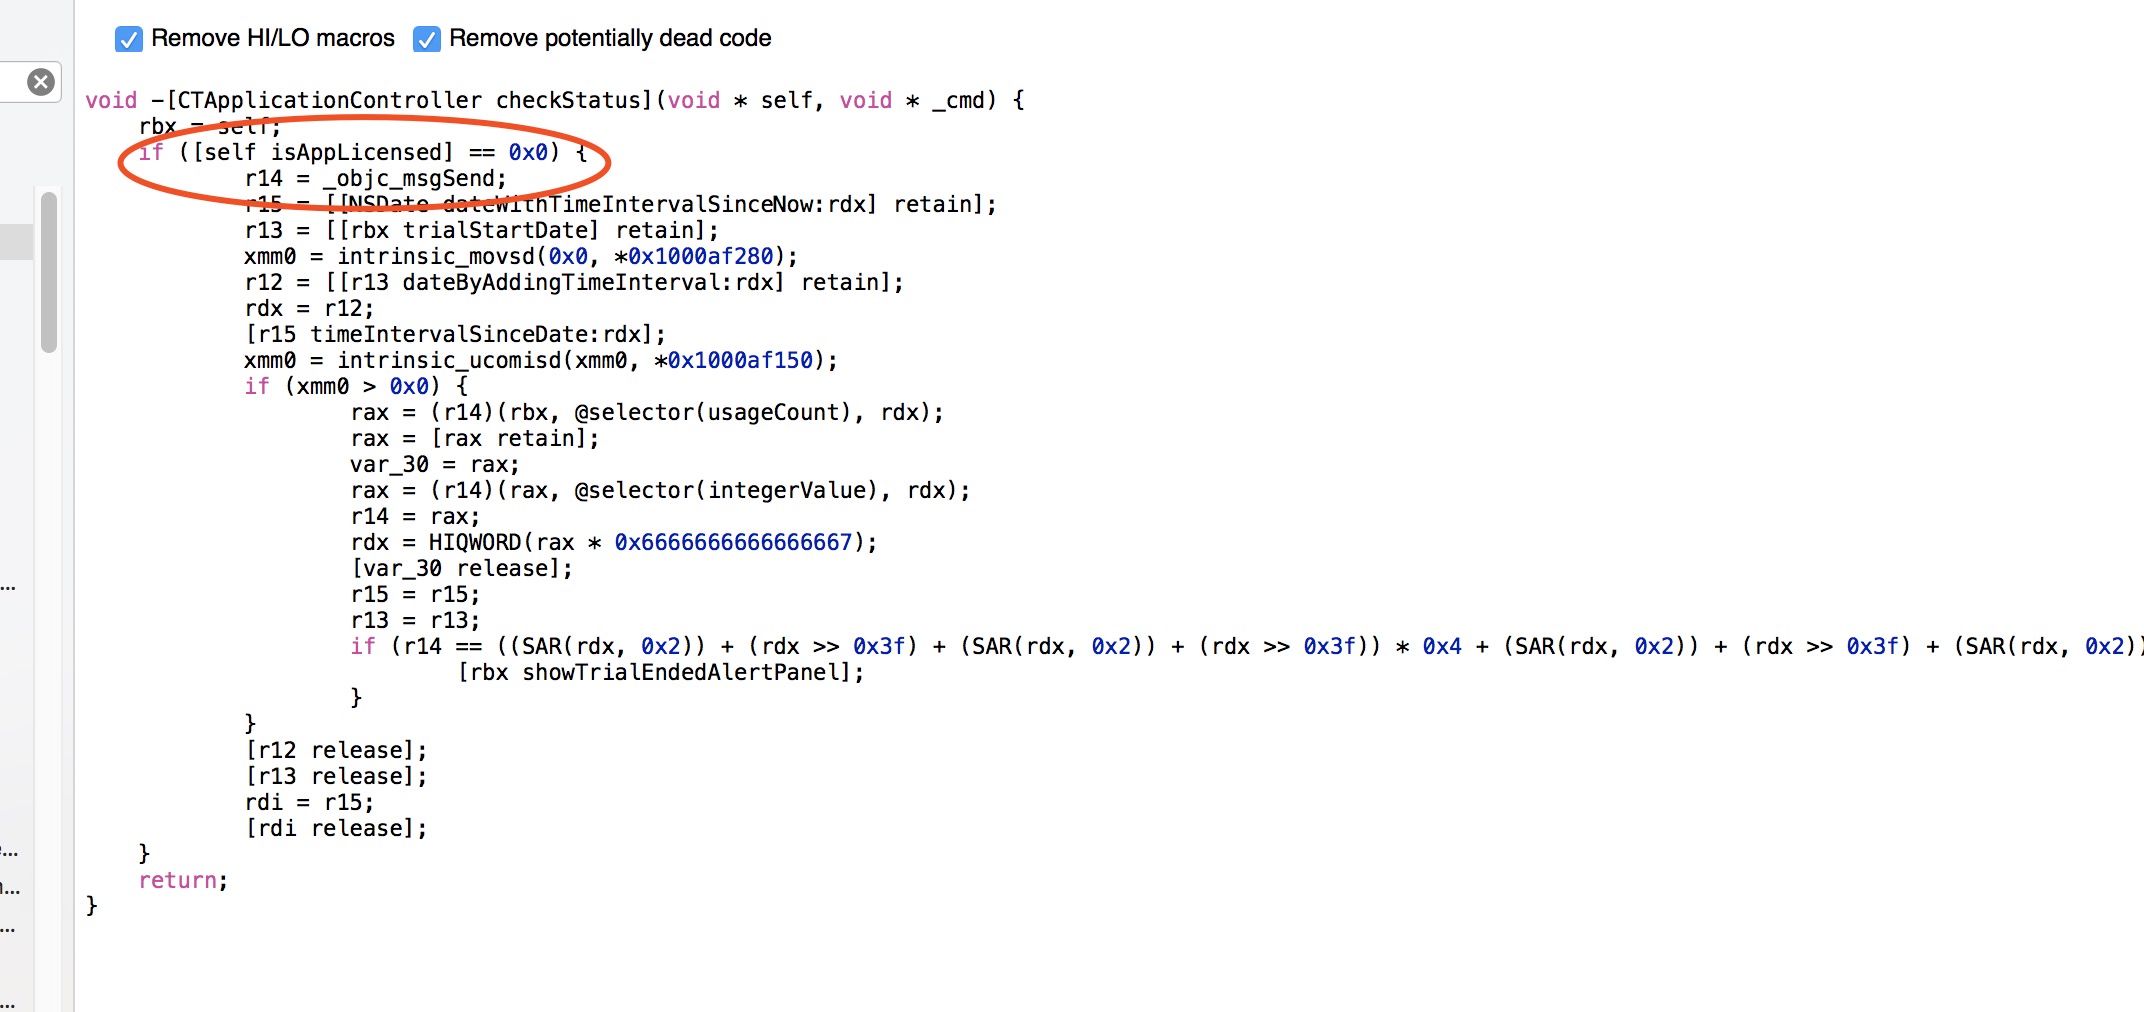 Remove HI/LO macros Remove potentially dead code
void -[CTApplicationController checkStatus](void * self, void * _cmd) {
rbx = self;
if ([self isAppLicensed] == 0x0) {
r14 = _objc_msgSend;
r15 = [[NSDate dateWithTimeIntervalSinceNow:rdx] retain];
r13 = [[rbx trialStartDate] retain];
xmm0 = intrinsic_movsd(0x0, *0x1000af280);
r12 = [[r13 dateByAddingTimeInterval:rdx] retain];
rdx = r12;
[r15 timeIntervalSinceDate:rdx];
xmm0 = intrinsic_ucomisd(xmm0, *0x1000af150);
if (xmm0 > 0x0) {
rax = (r14)(rbx, @selector(usageCount), rdx);
rax = [rax retain];
var_30 = rax;
rax = (r14)(rax, @selector(integerValue), rdx);
r14 = rax;
rdx = HIQWORD(rax * 0x6666666666666667);
[var_30 release];
r15 = r15;
r13 = r13;
if (r14 == ((SAR(rdx, 0x2)) + (rdx >> 0x3f) + (SAR(rdx, 0x2)) + (rdx >> 0x3f)) * 0x4 + (SAR(rdx, 0x2)) + (rdx >> 0x3f) + (SAR(rdx, 0x2))
[rbx showTrialEndedAlertPanel];
}
}
[r12 release];
[r13 release];
rdi = r15;
[rdi release];
}
return;
}